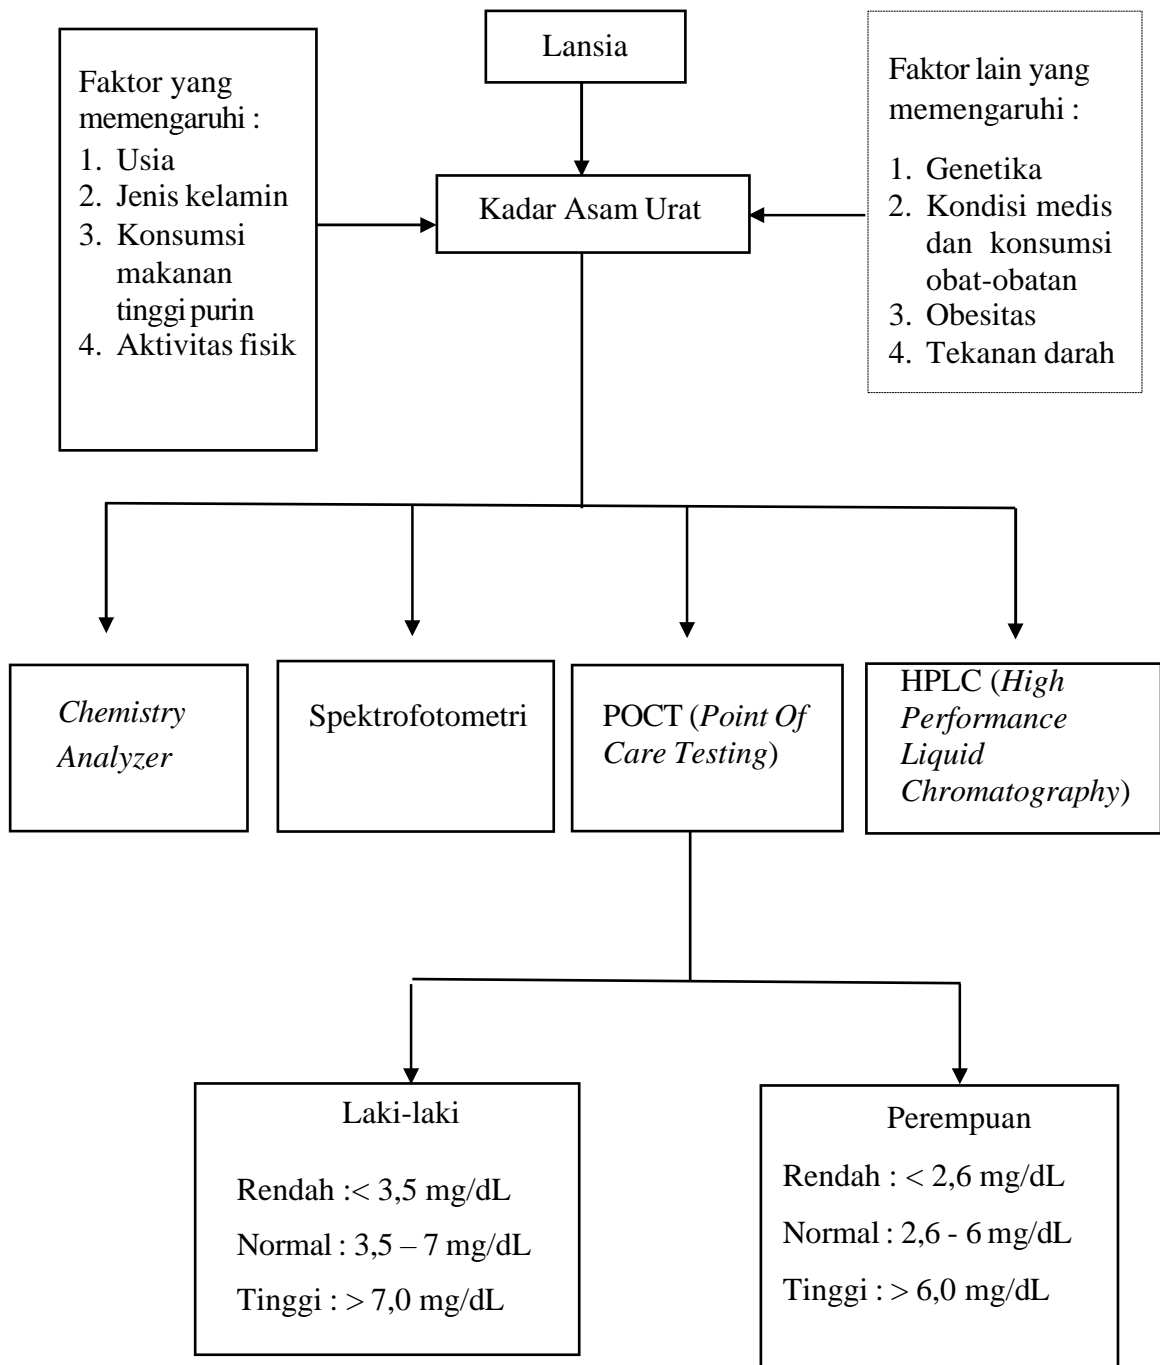 Lansia
Faktor yang
memengaruhi :
1. Usia
2. Jenis kelamin
3. Konsumsi
makanan
tinggi purin
4. Aktivitas fisik
Kadar Asam Urat
Faktor lain yang
memengaruhi :
1. Genetika
2. Kondisi medis
dan konsumsi
obat-obatan
3. Obesitas
4. Tekanan darah
Chemistry
Analyzer
Spektrofotometri
POCT (Point Of
Care Testing)
HPLC (High
Performance
Liquid
Chromatography)
Laki-laki
Rendah :< 3,5 mg/dL
Normal : 3,5 – 7 mg/dL
Tinggi : > 7,0 mg/dL
Perempuan
Rendah : < 2,6 mg/dL
Normal : 2,6 - 6 mg/dL
Tinggi : > 6,0 mg/dL